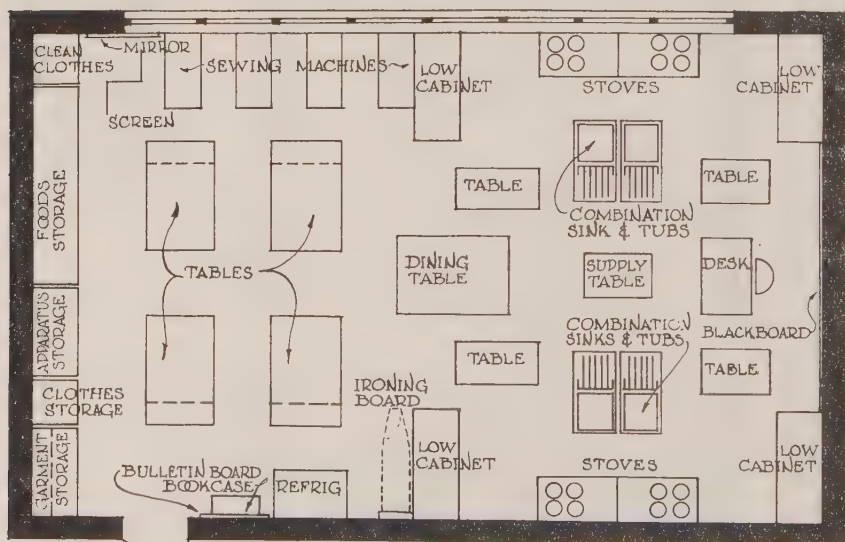 CLEAN
CLOTHES
MIRROR
SEWING MACHINES
SCREEN
LOW
CABINET
STOVES
LOW
CABINET
FOODS
STORAGE
TABLE
TABLE
COMBINATION
SINK & TUBS
TABLES
DINING
TABLE
SUPPLY
TABLE
DESK
BLACKBOARD
APPARATUS
STORAGE
COMBINATION
SINKS & TUBS
TABLE
TABLE
CLOTHES
STORAGE
IRONING
BOARD
GARMENT
STORAGE
BULLETIN BOARD
BOOKCASE
REFRIG
LOW
CABINET
STOVES
LOW
CABINET